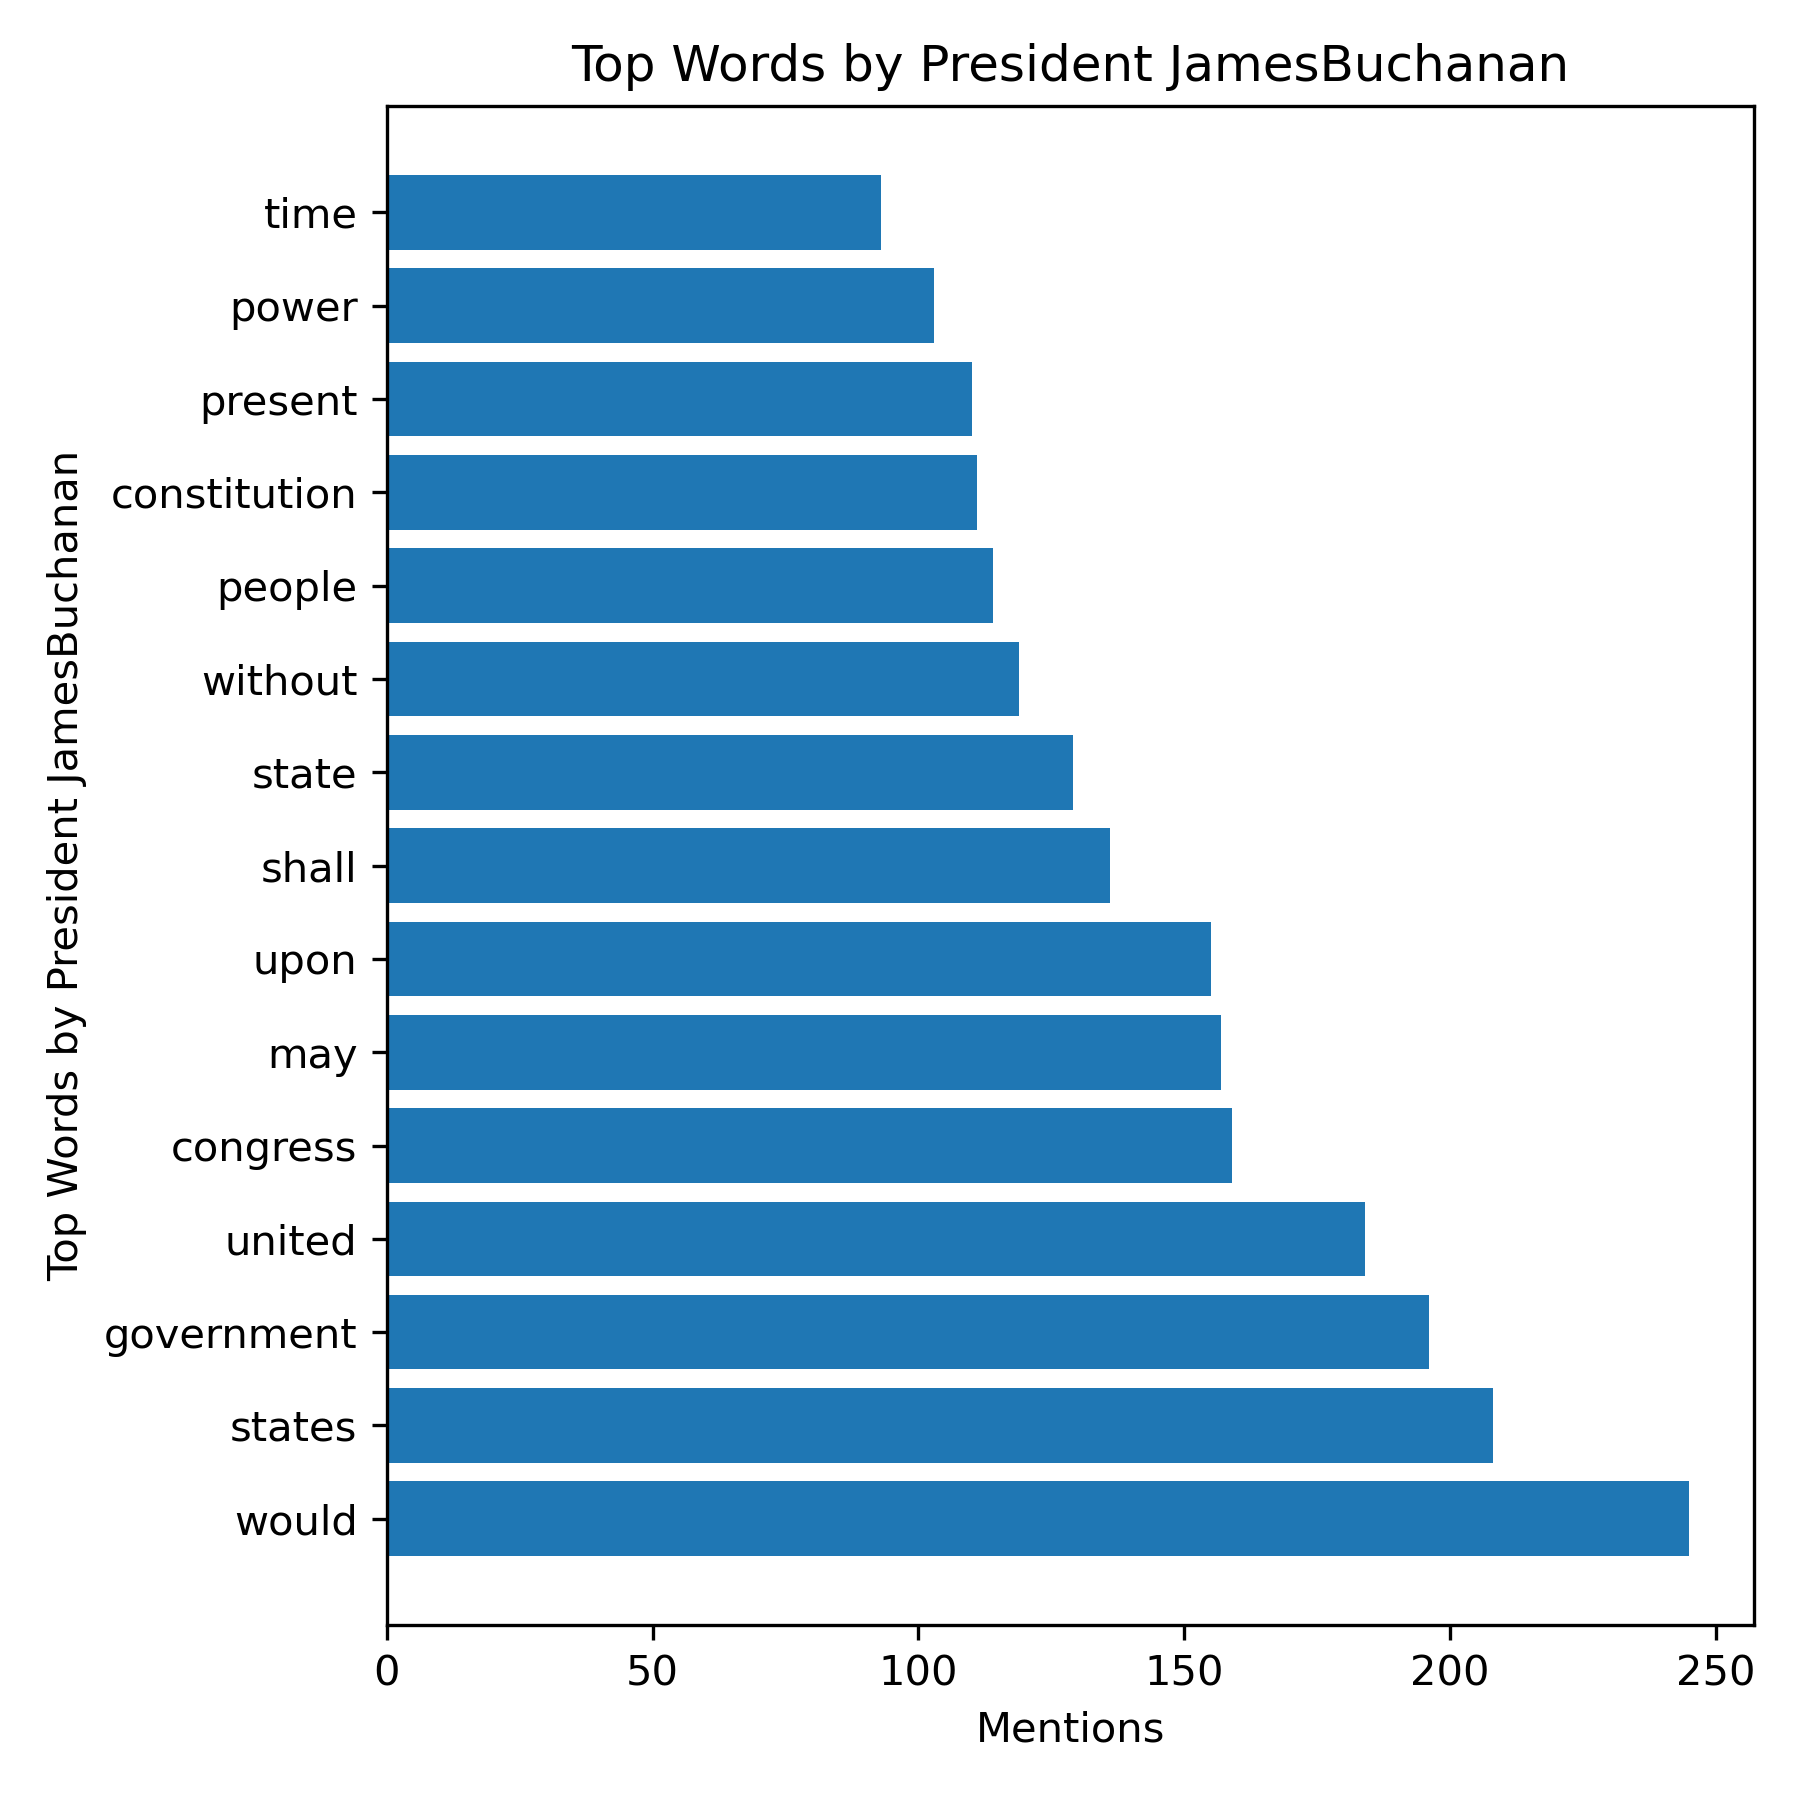 Top Words by President JamesBuchanan
Top Words by President JamesBuchanan
time
power
present
constitution
people
without
state
shall
upon
may
congress
united
government
states
would
0 50 100 150 200 250
Mentions